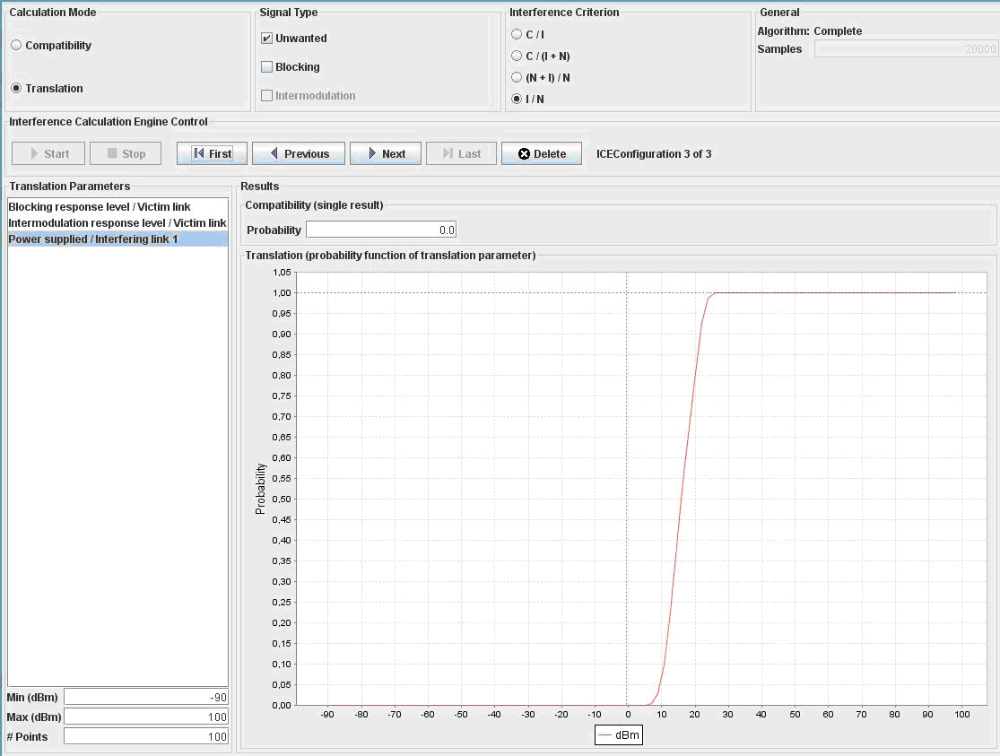 Calculation Mode
Compatibility
Translation
Signal Type
Unwanted
Blocking
Intermodulation
Interference Criterion
C / I
C / (I + N)
(N + I) / N
I / N
General
Algorithm: Complete
Samples 20000
Interference Calculation Engine Control
Start Stop First Previous Next Last Delete ICEConfiguration 3 of 3
Translation Parameters
Blocking response level / Victim link
Intermodulation response level / Victim link
Power supplied / Interfering link 1
Min (dBm) -90
Max (dBm) 100
# Points 100
Results
Compatibility (single result)
Probability 0.0
Translation (probability function of translation parameter)
1,05
1,00
0,95
0,90
0,85
0,80
0,75
0,70
0,65
0,60
0,55
0,50
0,45
0,40
0,35
0,30
0,25
0,20
0,15
0,10
0,05
0,00
Probability
-90 -80 -70 -60 -50 -40 -30 -20 -10 0 10 20 30 40 50 60 70 80 90 100
dBm